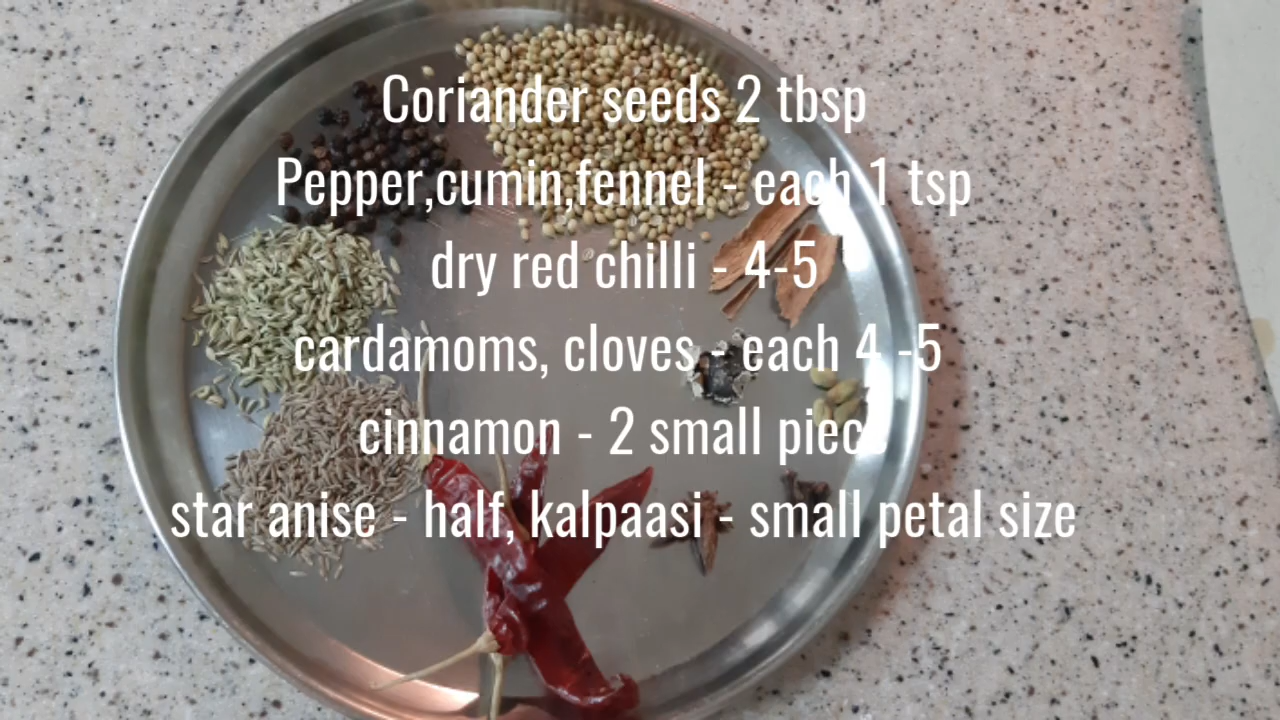 Coriander seeds 2 tbsp
Pepper,cumin,fennel - each 1 tsp
dry red chilli - 4-5
cardamoms, cloves - each 4 -5
cinnamon - 2 small piece
star anise - half, kalpaasi - small petal size